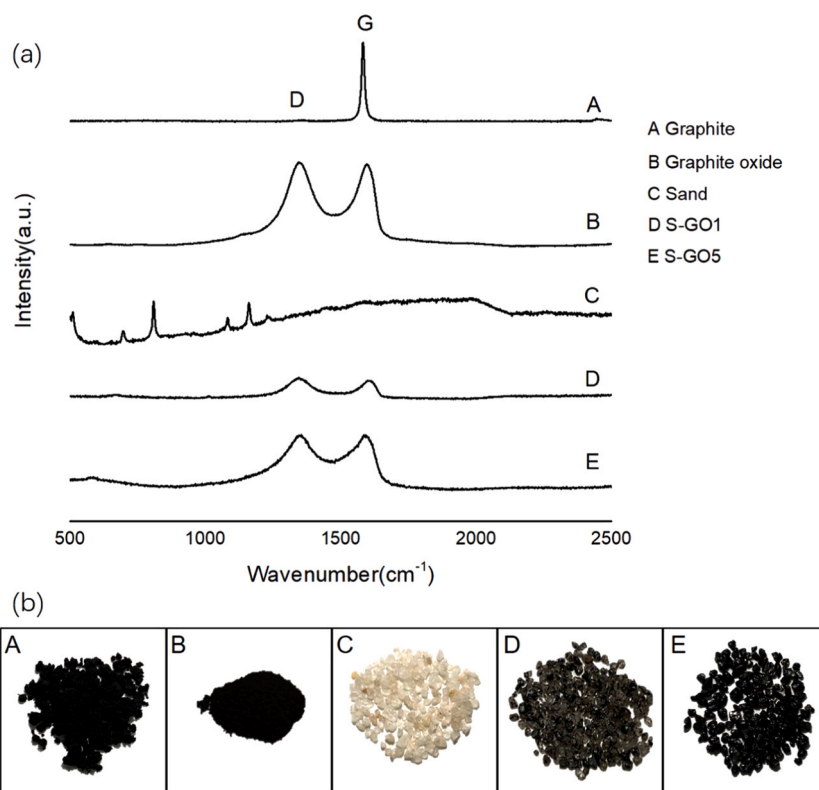 (a)
G
D
A
B
C
D
E
A Graphite
B Graphite oxide
C Sand
D S-GO1
E S-GO5
Intensity(a.u.)
500 1000 1500 2000 2500
Wavenumber(cm⁻¹)
(b)
A B C D E